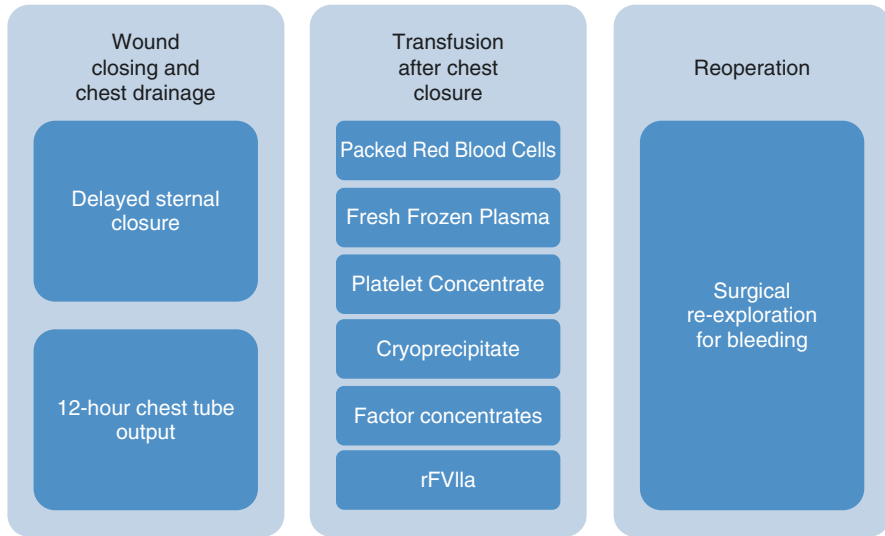 Wound
closing and
chest drainage
Delayed sternal
closure
12-hour chest tube
output
Transfusion
after chest
closure
Packed Red Blood Cells
Fresh Frozen Plasma
Platelet Concentrate
Cryoprecipitate
Factor concentrates
rFVIIa
Reoperation
Surgical
re-exploration
for bleeding